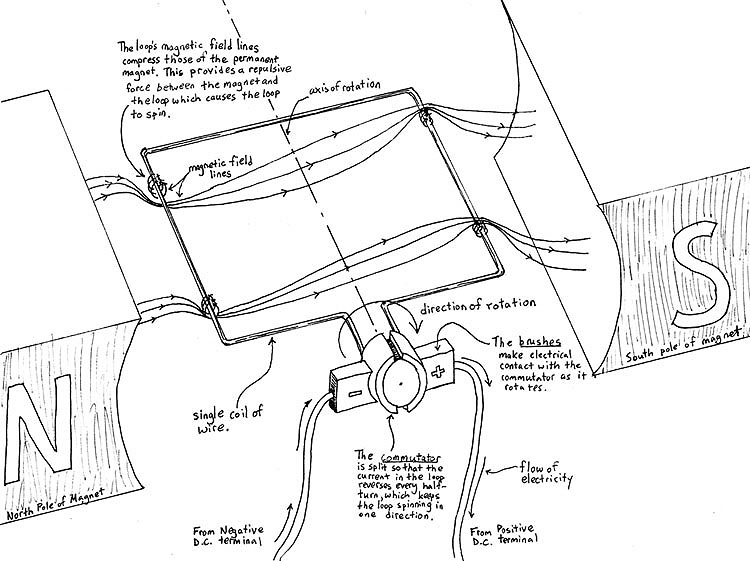 The loop's magnetic field lines
compress those of the permanent
magnet. This provides a repulsive
force between the magnet and
the loop which causes the loop
to spin.
axis of rotation
magnetic field
lines
N
North Pole of Magnet
S
South pole of magnet
direction of rotation
The brushes
make electrical
contact with the
commutator as it
rotates.
+
-
single coil of
wire.
The commutator
is split so that the
current in the loop
reverses every half-
turn, which keeps
the loop spinning in
one direction.
flow of
electricity
From Negative
D.C. terminal
From Positive
D.C. terminal